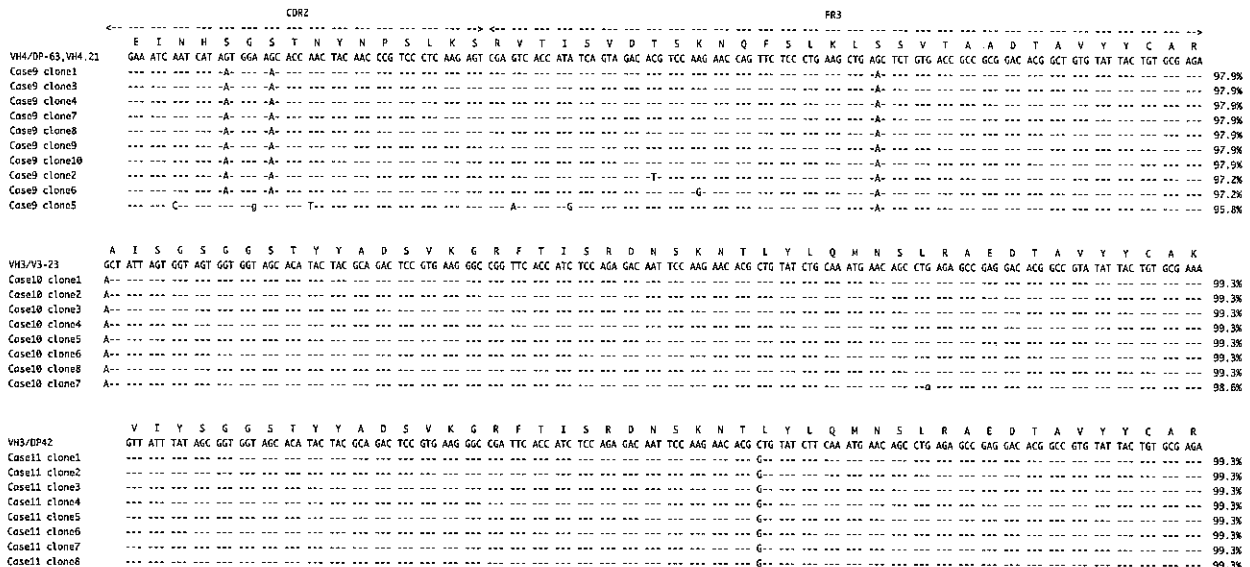 CDR2 FR3
E I N H S G S T N Y N P S L K S R V T I S V D T S K N Q F S L K L S S V T A A D T A V Y Y C A R
VH4/DP-63,VH4.21 GAA ATC AAT CAT AGT GGA AGC ACC AAC TAC AAC CCG TCC CTC AAG AGT CGA GTC ACC ATA TCA GTA GAC ACG TCC AAG AAC CAG TTC TCC CTG AAG CTG AGC TCT GTG ACC GCC GCG GAC ACG GCT GTG TAT TAC TGT GCG AGA
Case9 clone1 --- --- --- --- -A- --- -A- --- --- --- --- --- --- --- --- --- --- --- --- --- --- --- --- --- --- --- --- --- --- --- --- --- --- -A- --- --- --- --- --- --- --- --- --- --- --- --- --- --- 97.9%
Case9 clone3 --- --- --- --- -A- --- -A- --- --- --- --- --- --- --- --- --- --- --- --- --- --- --- --- --- --- --- --- --- --- --- --- --- --- -A- --- --- --- --- --- --- --- --- --- --- --- --- --- --- 97.9%
Case9 clone4 --- --- --- --- -A- --- -A- --- --- --- --- --- --- --- --- --- --- --- --- --- --- --- --- --- --- --- --- --- --- --- --- --- --- -A- --- --- --- --- --- --- --- --- --- --- --- --- --- --- 97.9%
Case9 clone7 --- --- --- --- -A- --- -A- --- --- --- --- --- --- --- --- --- --- --- --- --- --- --- --- --- --- --- --- --- --- --- --- --- --- -A- --- --- --- --- --- --- --- --- --- --- --- --- --- --- 97.9%
Case9 clone8 --- --- --- --- -A- --- -A- --- --- --- --- --- --- --- --- --- --- --- --- --- --- --- --- --- --- --- --- --- --- --- --- --- --- -A- --- --- --- --- --- --- --- --- --- --- --- --- --- --- 97.9%
Case9 clone9 --- --- --- --- -A- --- -A- --- --- --- --- --- --- --- --- --- --- --- --- --- --- --- --- --- --- --- --- --- --- --- --- --- --- -A- --- --- --- --- --- --- --- --- --- --- --- --- --- --- 97.9%
Case9 clone10 --- --- --- --- -A- --- -A- --- --- --- --- --- --- --- --- --- --- --- --- --- --- --- --- --- --- --- --- --- --- --- --- --- --- -A- --- --- --- --- --- --- --- --- --- --- --- --- --- --- 97.9%
Case9 clone2 --- --- --- --- -A- --- -A- --- --- --- --- --- --- --- --- --- --- --- --- --- --- --- --- -T- --- --- --- --- --- --- --- --- --- -A- --- --- --- --- --- --- --- --- --- --- --- --- --- --- 97.2%
Case9 clone6 --- --- --- --- -A- --- -A- --- --- --- --- --- --- --- --- --- --- --- --- --- --- --- --- --- --- -G- --- --- --- --- --- --- --- -A- --- --- --- --- --- --- --- --- --- --- --- --- --- --- 97.2%
Case9 clone5 --- --- -C- --- --- --g --- --- T-- --- --- --- --- --- --- --- --- -A- --- --G --- --- --- --- --- --- --- --- --- --- --- --- --- -A- --- --- --- --- --- --- --- --- --- --- --- --- --- --- 95.8%
A I S G S G G S T Y Y A D S V K G R F T I S R D N S K N T L Y L Q M N S L R A E D T A V Y Y C A K
VH3/V3-23 GCT ATT AGT GGT AGT GGT GGT AGC ACA TAC TAC GCA GAC TCC GTG AAG GGC CGG TTC ACC ATC TCC AGA GAC AAT TCC AAG AAC ACG CTG TAT CTG CAA ATG AAC AGC CTG AGA GCC GAG GAC ACG GCC GTA TAT TAC TGT GCG AAA
Case10 clone1 A-- --- --- --- --- --- --- --- --- --- --- --- --- --- --- --- --- --- --- --- --- --- --- --- --- --- --- --- --- --- --- --- --- --- --- --- --- --- --- --- --- --- --- --- --- --- --- --- --- 99.3%
Case10 clone2 A-- --- --- --- --- --- --- --- --- --- --- --- --- --- --- --- --- --- --- --- --- --- --- --- --- --- --- --- --- --- --- --- --- --- --- --- --- --- --- --- --- --- --- --- --- --- --- --- --- 99.3%
Case10 clone3 A-- --- --- --- --- --- --- --- --- --- --- --- --- --- --- --- --- --- --- --- --- --- --- --- --- --- --- --- --- --- --- --- --- --- --- --- --- --- --- --- --- --- --- --- --- --- --- --- --- 99.3%
Case10 clone4 A-- --- --- --- --- --- --- --- --- --- --- --- --- --- --- --- --- --- --- --- --- --- --- --- --- --- --- --- --- --- --- --- --- --- --- --- --- --- --- --- --- --- --- --- --- --- --- --- --- 99.3%
Case10 clone5 A-- --- --- --- --- --- --- --- --- --- --- --- --- --- --- --- --- --- --- --- --- --- --- --- --- --- --- --- --- --- --- --- --- --- --- --- --- --- --- --- --- --- --- --- --- --- --- --- --- 99.3%
Case10 clone6 A-- --- --- --- --- --- --- --- --- --- --- --- --- --- --- --- --- --- --- --- --- --- --- --- --- --- --- --- --- --- --- --- --- --- --- --- --- --- --- --- --- --- --- --- --- --- --- --- --- 99.3%
Case10 clone8 A-- --- --- --- --- --- --- --- --- --- --- --- --- --- --- --- --- --- --- --- --- --- --- --- --- --- --- --- --- --- --- --- --- --- --- --- --- --- --- --- --- --- --- --- --- --- --- --- --- 99.3%
Case10 clone7 A-- --- --- --- --- --- --- --- --- --- --- --- --- --- --- --- --- --- --- --- --- --- --- --- --- --- --- --- --- --- --- --- --- --- --- --- --a --- --- --- --- --- --- --- --- --- --- --- --- 98.6%
V I Y S G G S T Y Y A D S V K G R F T I S R D N S K N T L Y L Q M N S L R A E D T A V Y Y C A R
VH3/DP42 GTT ATT TAT AGC GGT GGT AGC ACA TAC TAC GCA GAC TCC GTG AAG GGC CGA TTC ACC ATC TCC AGA GAC AAT TCC AAG AAC ACG CTG TAT CTT CAA ATG AAC AGC CTG AGA GCC GAG GAC ACG GCC GTG TAT TAC TGT GCG AGA
Case11 clone1 --- --- --- --- --- --- --- --- --- --- --- --- --- --- --- --- --- --- --- --- --- --- --- --- --- --- --- --- -G- --- --- --- --- --- --- --- --- --- --- --- --- --- --- --- --- --- --- --- 99.3%
Case11 clone2 --- --- --- --- --- --- --- --- --- --- --- --- --- --- --- --- --- --- --- --- --- --- --- --- --- --- --- --- -G- --- --- --- --- --- --- --- --- --- --- --- --- --- --- --- --- --- --- --- 99.3%
Case11 clone3 --- --- --- --- --- --- --- --- --- --- --- --- --- --- --- --- --- --- --- --- --- --- --- --- --- --- --- --- -G- --- --- --- --- --- --- --- --- --- --- --- --- --- --- --- --- --- --- --- 99.3%
Case11 clone4 --- --- --- --- --- --- --- --- --- --- --- --- --- --- --- --- --- --- --- --- --- --- --- --- --- --- --- --- -G- --- --- --- --- --- --- --- --- --- --- --- --- --- --- --- --- --- --- --- 99.3%
Case11 clone5 --- --- --- --- --- --- --- --- --- --- --- --- --- --- --- --- --- --- --- --- --- --- --- --- --- --- --- --- -G- --- --- --- --- --- --- --- --- --- --- --- --- --- --- --- --- --- --- --- 99.3%
Case11 clone6 --- --- --- --- --- --- --- --- --- --- --- --- --- --- --- --- --- --- --- --- --- --- --- --- --- --- --- --- -G- --- --- --- --- --- --- --- --- --- --- --- --- --- --- --- --- --- --- --- 99.3%
Case11 clone7 --- --- --- --- --- --- --- --- --- --- --- --- --- --- --- --- --- --- --- --- --- --- --- --- --- --- --- --- -G- --- --- --- --- --- --- --- --- --- --- --- --- --- --- --- --- --- --- --- 99.3%
Case11 clone8 --- --- --- --- --- --- --- --- --- --- --- --- --- --- --- --- --- --- --- --- --- --- --- --- --- --- --- --- -G- --- --- --- --- --- --- --- --- --- --- --- --- --- --- --- --- --- --- --- 99.3%